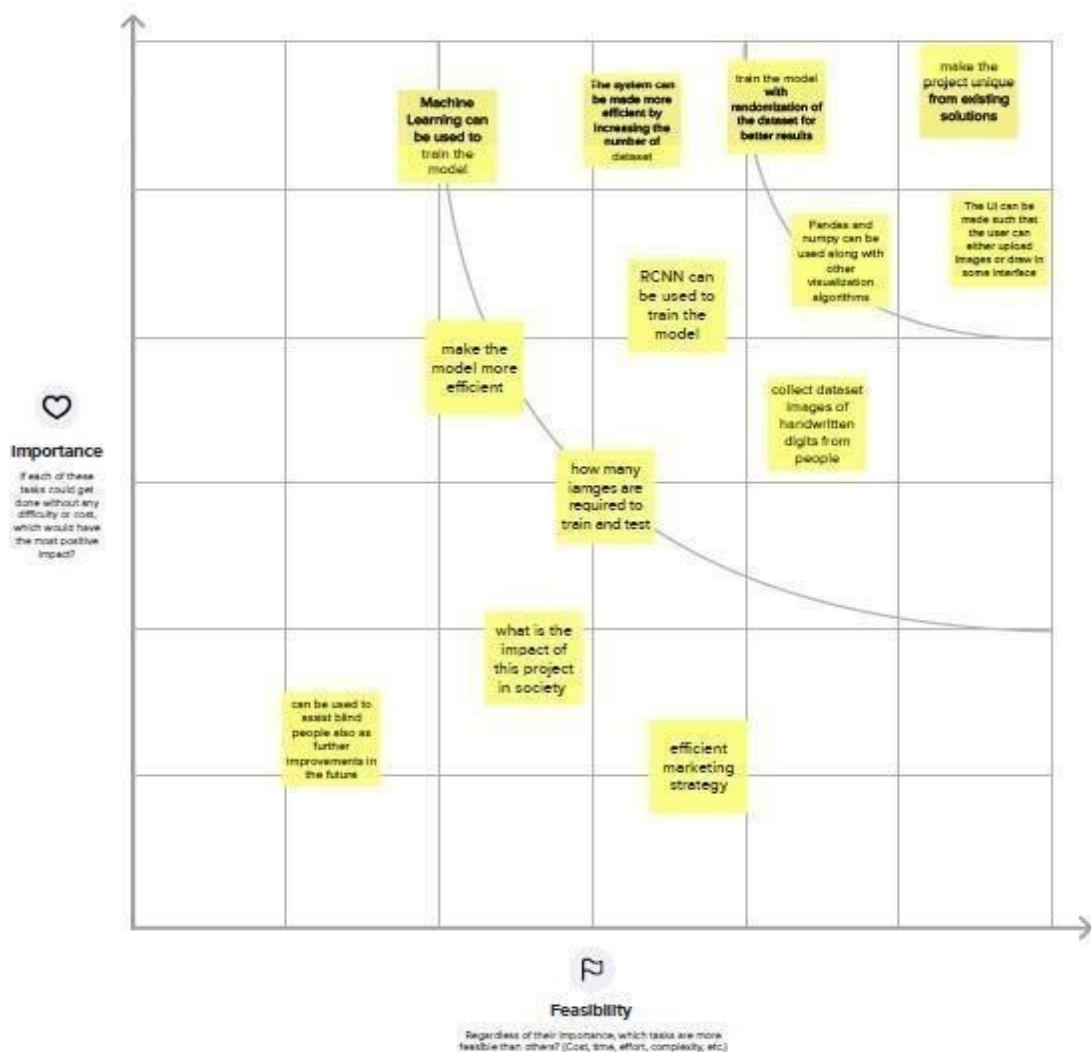 Machine
Learning can
be used to
train the
model
The system can
be made more
efficient by
increasing the
number of
dataset
train the model
with
randomization of
the dataset for
better results
make the
project unique
from existing
solutions
Pandas and
numpy can be
used along with
other
visualization
algorithms
The UI can be
made such that
the user can
either upload
images or draw in
some interface
RCNN can
be used to
train the
model
make the
model more
efficient
collect dataset
images of
handwritten
digits from
people
how many
iamges are
required to
train and test
what is the
impact of
this project
in society
can be used to
assist blind
people also as
further
improvements in
the future
efficient
marketing
strategy
Importance
If each of these
tasks could get
done without any
difficulty or cost,
which would have
the most positive
impact?
Feasibility
Regardless of their importance, which tasks are more
feasible than others? (Cost, time, effort, complexity, etc.)